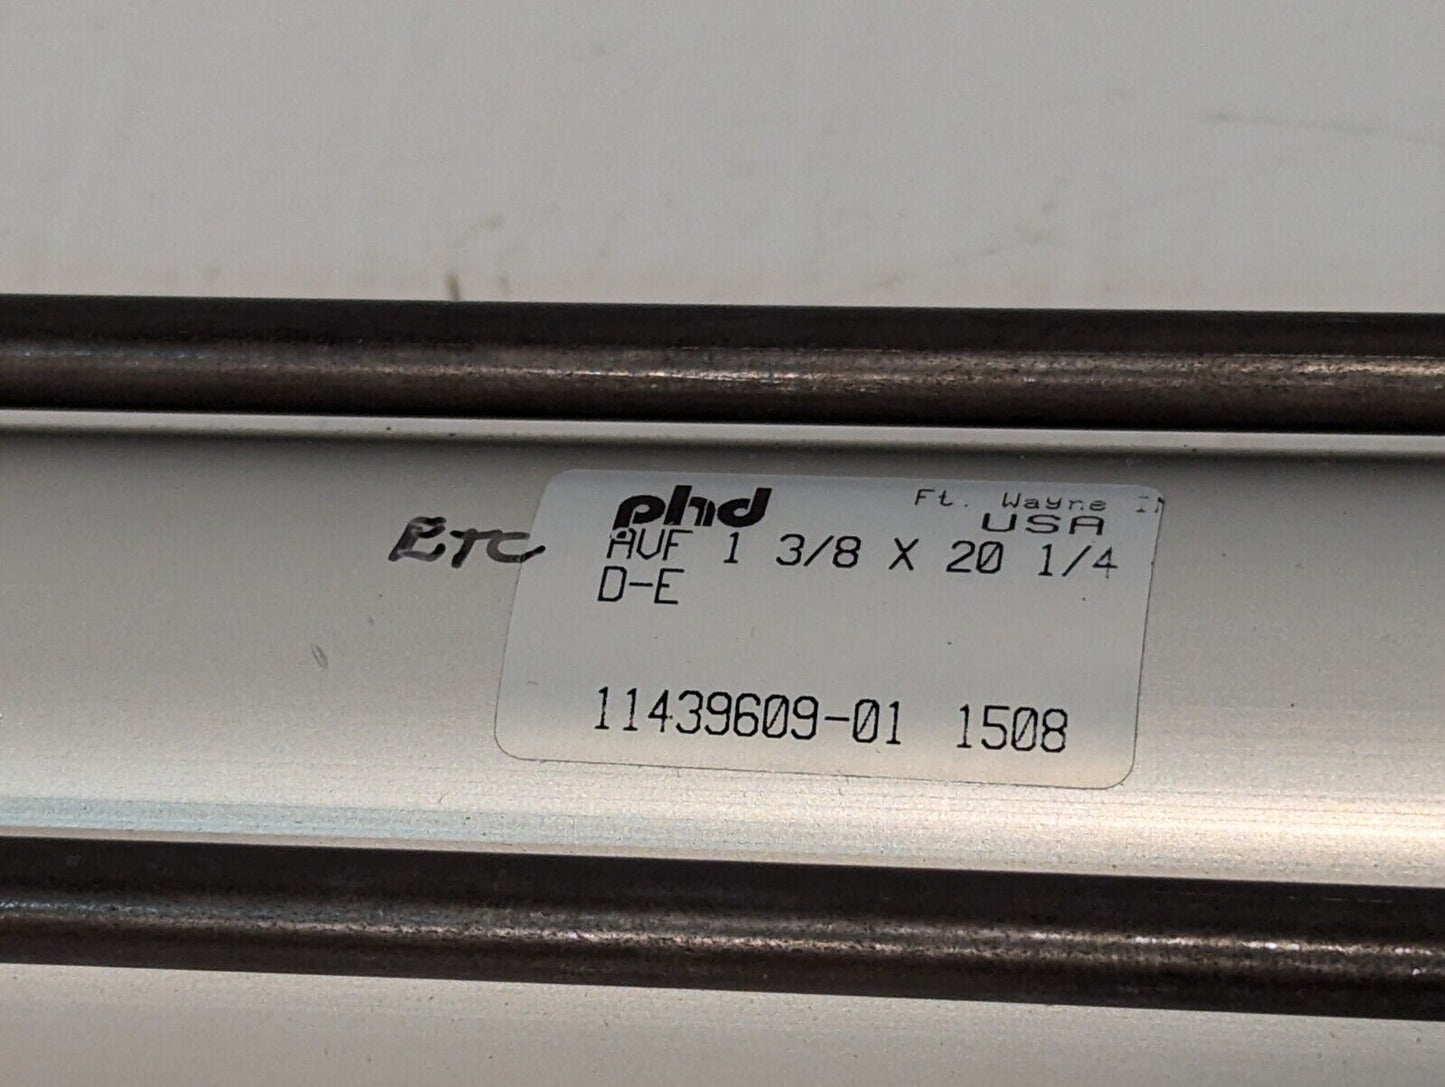 phd
Ft. Wayne IN
USA
AVF 1 3/8 X 20 1/4
D-E
11439609-01 1508
ETC